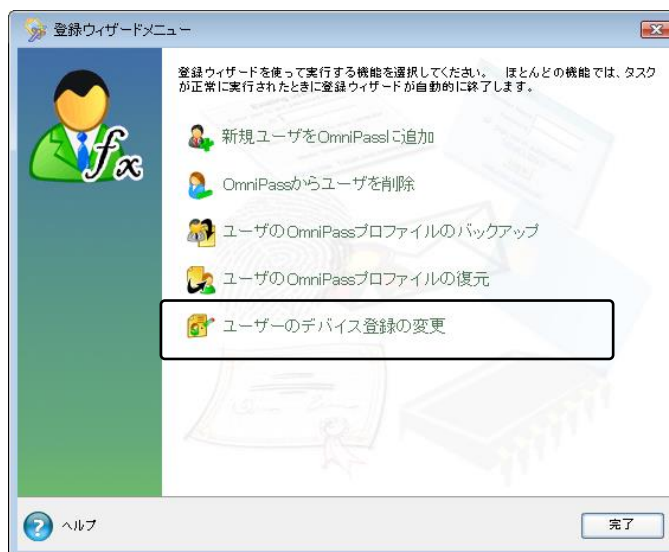 登録ウィザードメニュー
登録ウィザードを使って実行する機能を選択してください。 ほとんどの機能では、タスク
が正常に実行されたときに登録ウィザードが自動的に終了します。
fx
新規ユーザをOmniPassに追加
OmniPassからユーザを削除
ユーザのOmniPassプロファイルのバックアップ
ユーザのOmniPassプロファイルの復元
ユーザーのデバイス登録の変更
ヘルプ
完了